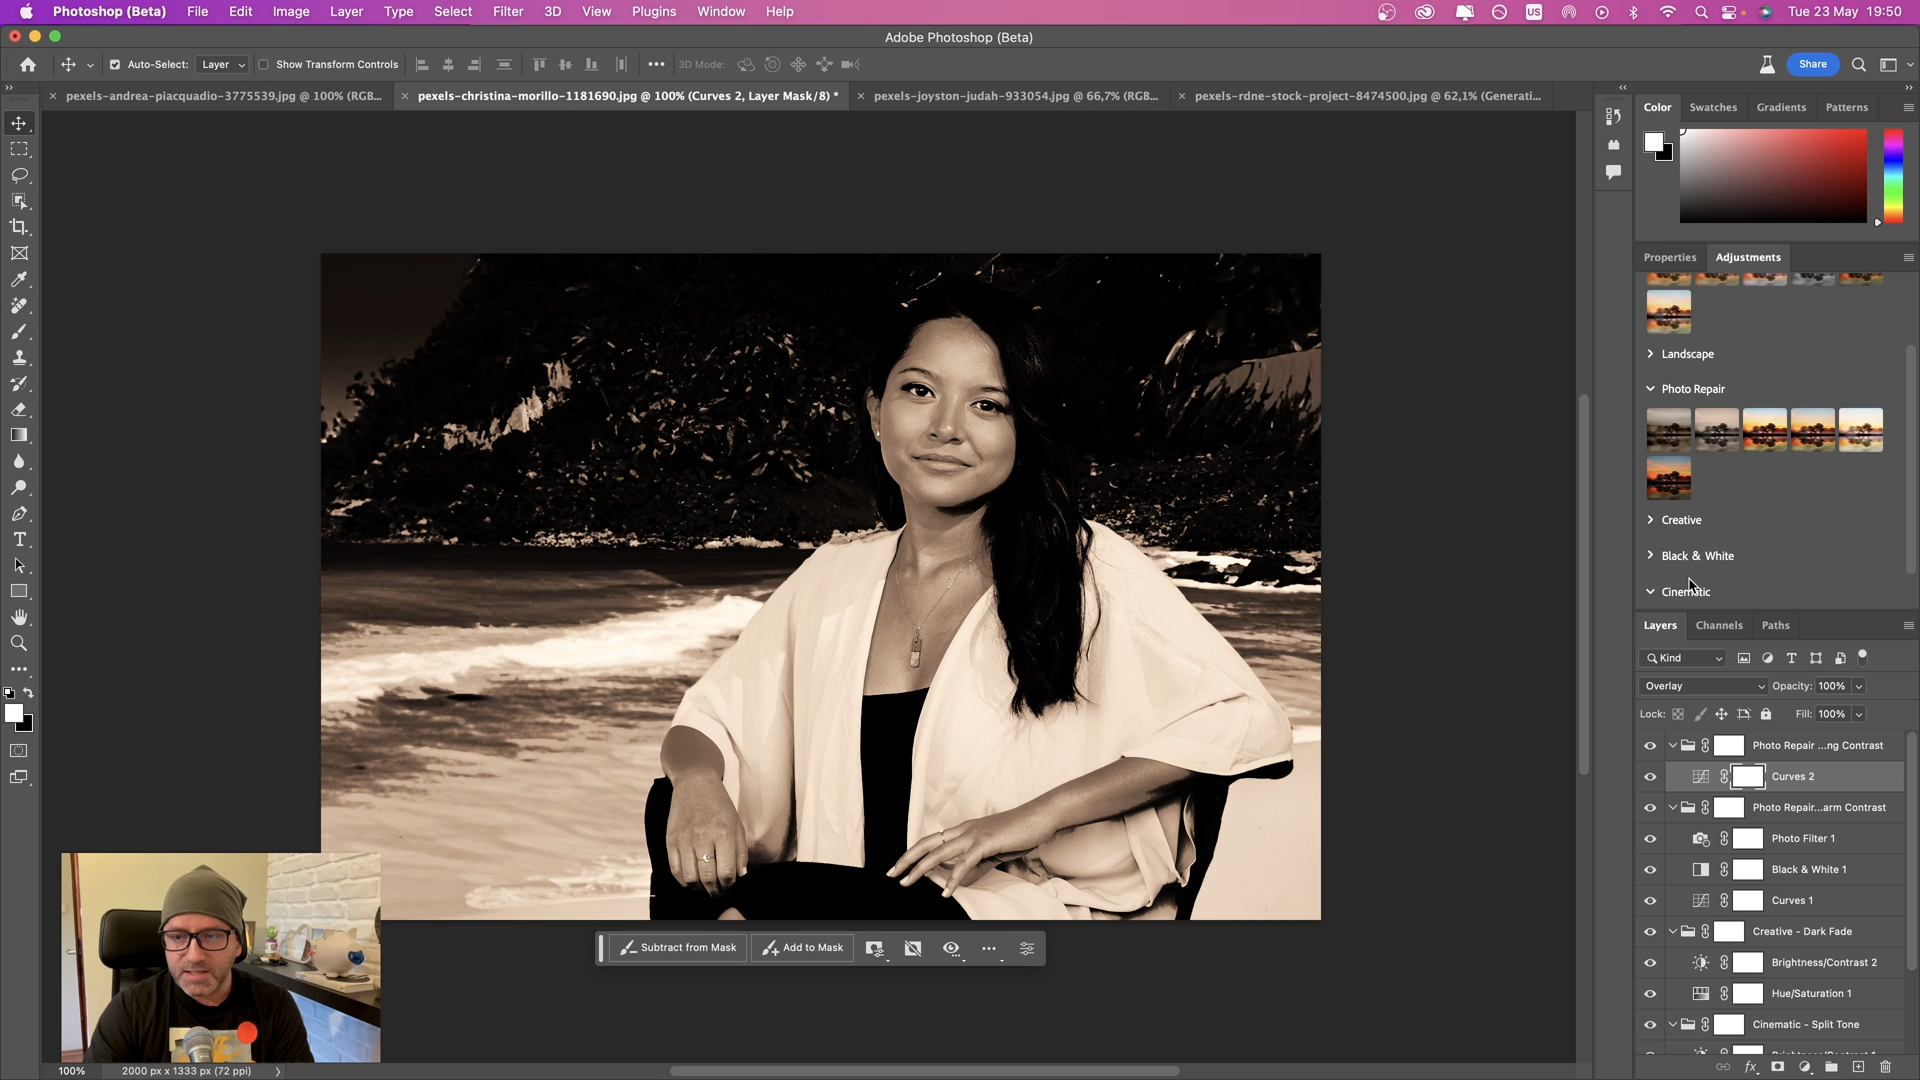 Photoshop (Beta) File Edit Image Layer Type Select Filter 3D View Plugins Window Help US Tue 23 May 19:50
Adobe Photoshop (Beta)
Auto-Select: Layer Show Transform Controls 3D Mode: Share
pexels-andrea-piacquadio-3775539.jpg @ 100% (RGB... pexels-christina-morillo-1181690.jpg @ 100% (Curves 2, Layer Mask/8) * pexels-joyston-judah-933054.jpg @ 66,7% (RGB... pexels-rdne-stock-project-8474500.jpg @ 62,1% (Generati...
Color Swatches Gradients Patterns
Properties Adjustments
Landscape
Photo Repair
Creative
Black & White
Cinematic
Layers Channels Paths
Kind
Overlay Opacity: 100%
Lock: Fill: 100%
Photo Repair ...ng Contrast
Curves 2
Photo Repair...arm Contrast
Photo Filter 1
Black & White 1
Curves 1
Creative - Dark Fade
Brightness/Contrast 2
Hue/Saturation 1
Cinematic - Split Tone
Subtract from Mask Add to Mask
100% 2000 px x 1333 px (72 ppi)